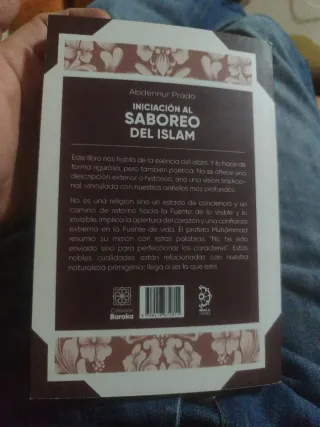 Abdennur Prado
INICIACIÓN AL
SABOREO
DEL ISLAM
Este libro nos habla de la esencia del islam. Y lo hace de
forma rigurosa, pero también poética. No se ofrece una
descripción exterior o histórica, sino una visión tradicio-
nal, vinculada con nuestros anhelos más profundos.
No es una religión sino un estado de conciencia y un
camino de retorno hacia la Fuente de lo visible y lo
invisible, implica la apertura del corazón y una confianza
extrema en la Fuente de vida. El profeta Muhámmad
resumió su misión con estas palabras: "No he sido
enviado sino para perfeccionar los caracteres". Estas
nobles cualidades están relacionadas con nuestra
naturaleza primigenia: llega a ser lo que eres.
Colección
Baraka